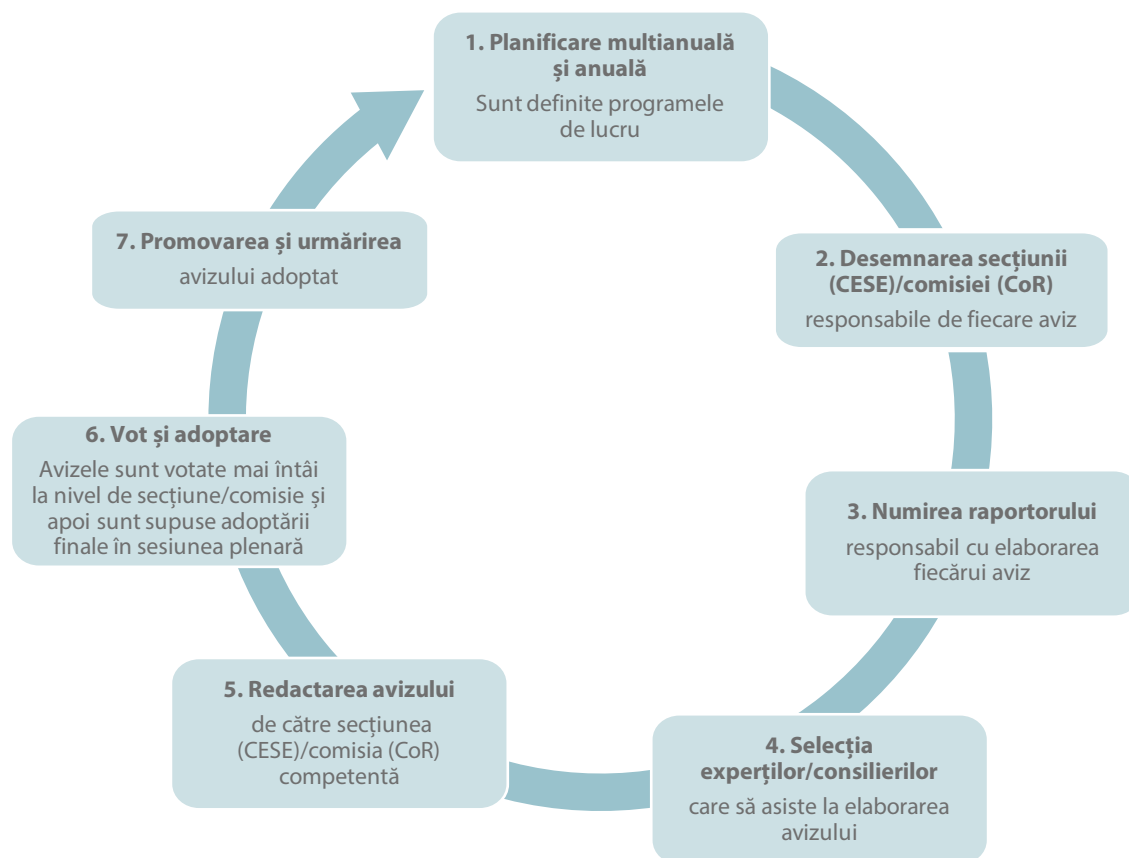 1. Planificare multianuală
și anuală
Sunt definite programele
de lucru
2. Desemnarea secțiunii
(CESE)/comisiei (CoR)
responsabile de fiecare aviz
3. Numirea raportorului
responsabil cu elaborarea
fiecărui aviz
4. Selecția
experților/consilierilor
care să asiste la elaborarea
avizului
5. Redactarea avizului
de către secțiunea
(CESE)/comisia (CoR)
competentă
6. Vot și adoptare
Avizele sunt votate mai întâi
la nivel de secțiune/comisie și
apoi sunt supuse adoptării
finale în sesiunea plenară
7. Promovarea și urmărirea
avizului adoptat